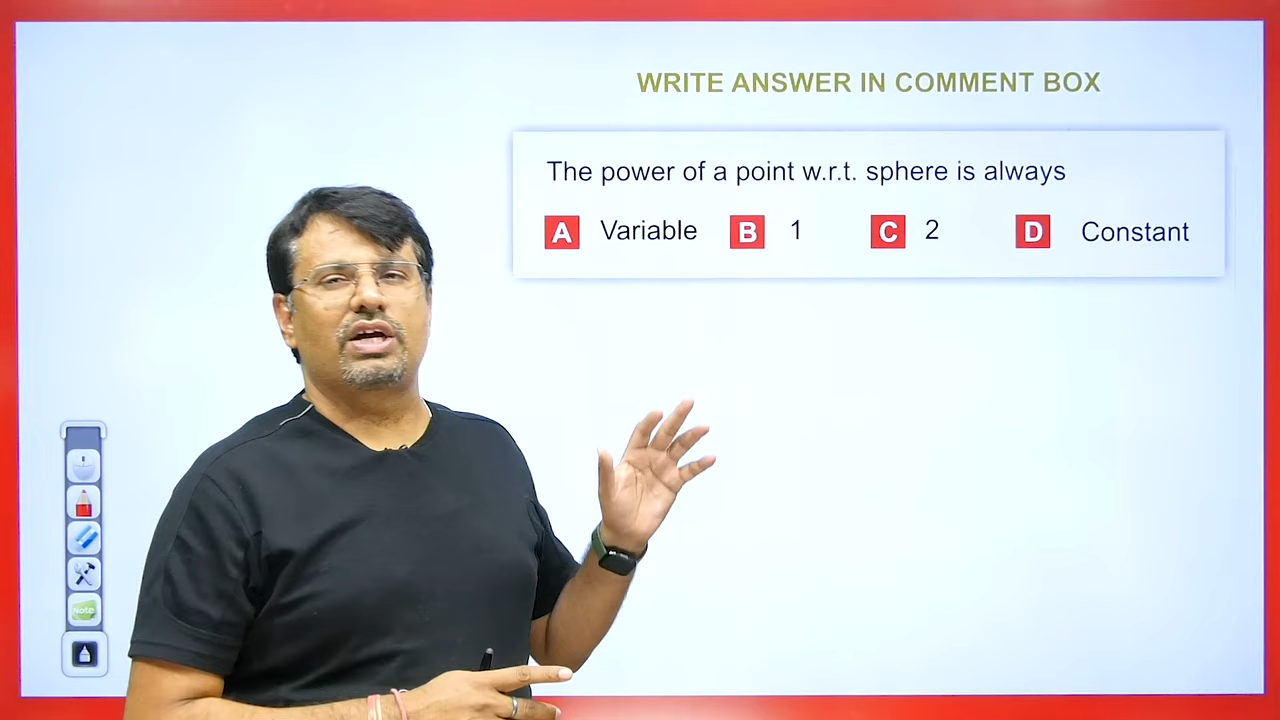 WRITE ANSWER IN COMMENT BOX
The power of a point w.r.t. sphere is always
A Variable B 1 C 2 D Constant
Note